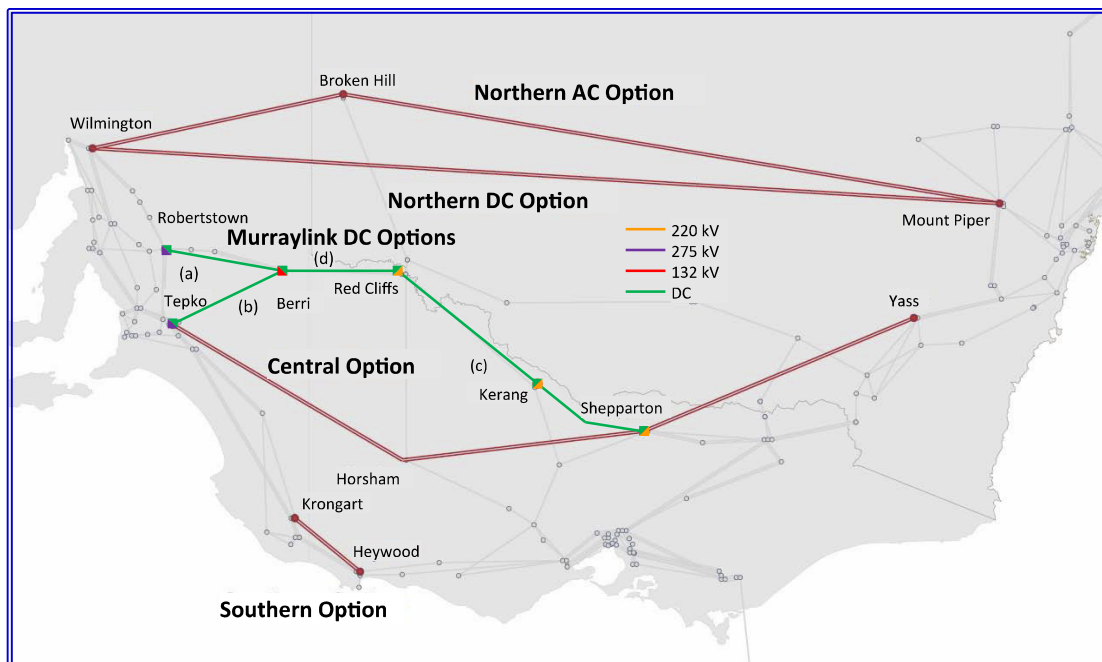 Broken Hill
Northern AC Option
Wilmington
Northern DC Option
Mount Piper
Robertstown
Murraylink DC Options
220 kV
275 kV
132 kV
DC
(a)
(d)
Red Cliffs
Tepko
(b)
Berri
Yass
Central Option
(c)
Kerang
Shepparton
Horsham
Krongart
Heywood
Southern Option